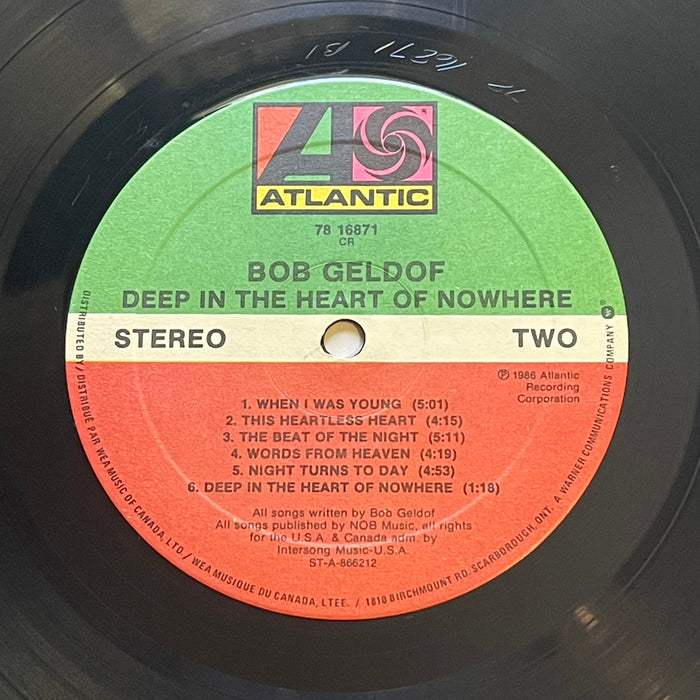 ATLANTIC
78 16871
CR
BOB GELDOF
DEEP IN THE HEART OF NOWHERE
STEREO TWO
℗ 1986 Atlantic
Recording
Corporation
1. WHEN I WAS YOUNG (5:01)
2. THIS HEARTLESS HEART (4:15)
3. THE BEAT OF THE NIGHT (5:11)
4. WORDS FROM HEAVEN (4:19)
5. NIGHT TURNS TO DAY (4:53)
6. DEEP IN THE HEART OF NOWHERE (1:18)
All songs written by Bob Geldof
All songs published by NOB Music, all rights
for the U.S.A. & Canada adm. by
Intersong Music-U.S.A.
ST-A-866212
DISTRIBUTED BY / DISTRIBUÉ PAR WEA MUSIC OF CANADA, LTD / WEA MUSIQUE DU CANADA, LTEE. / 1810 BIRCHMOUNT RD. SCARBOROUGH, ONT. A WARNER COMMUNICATIONS COMPANY